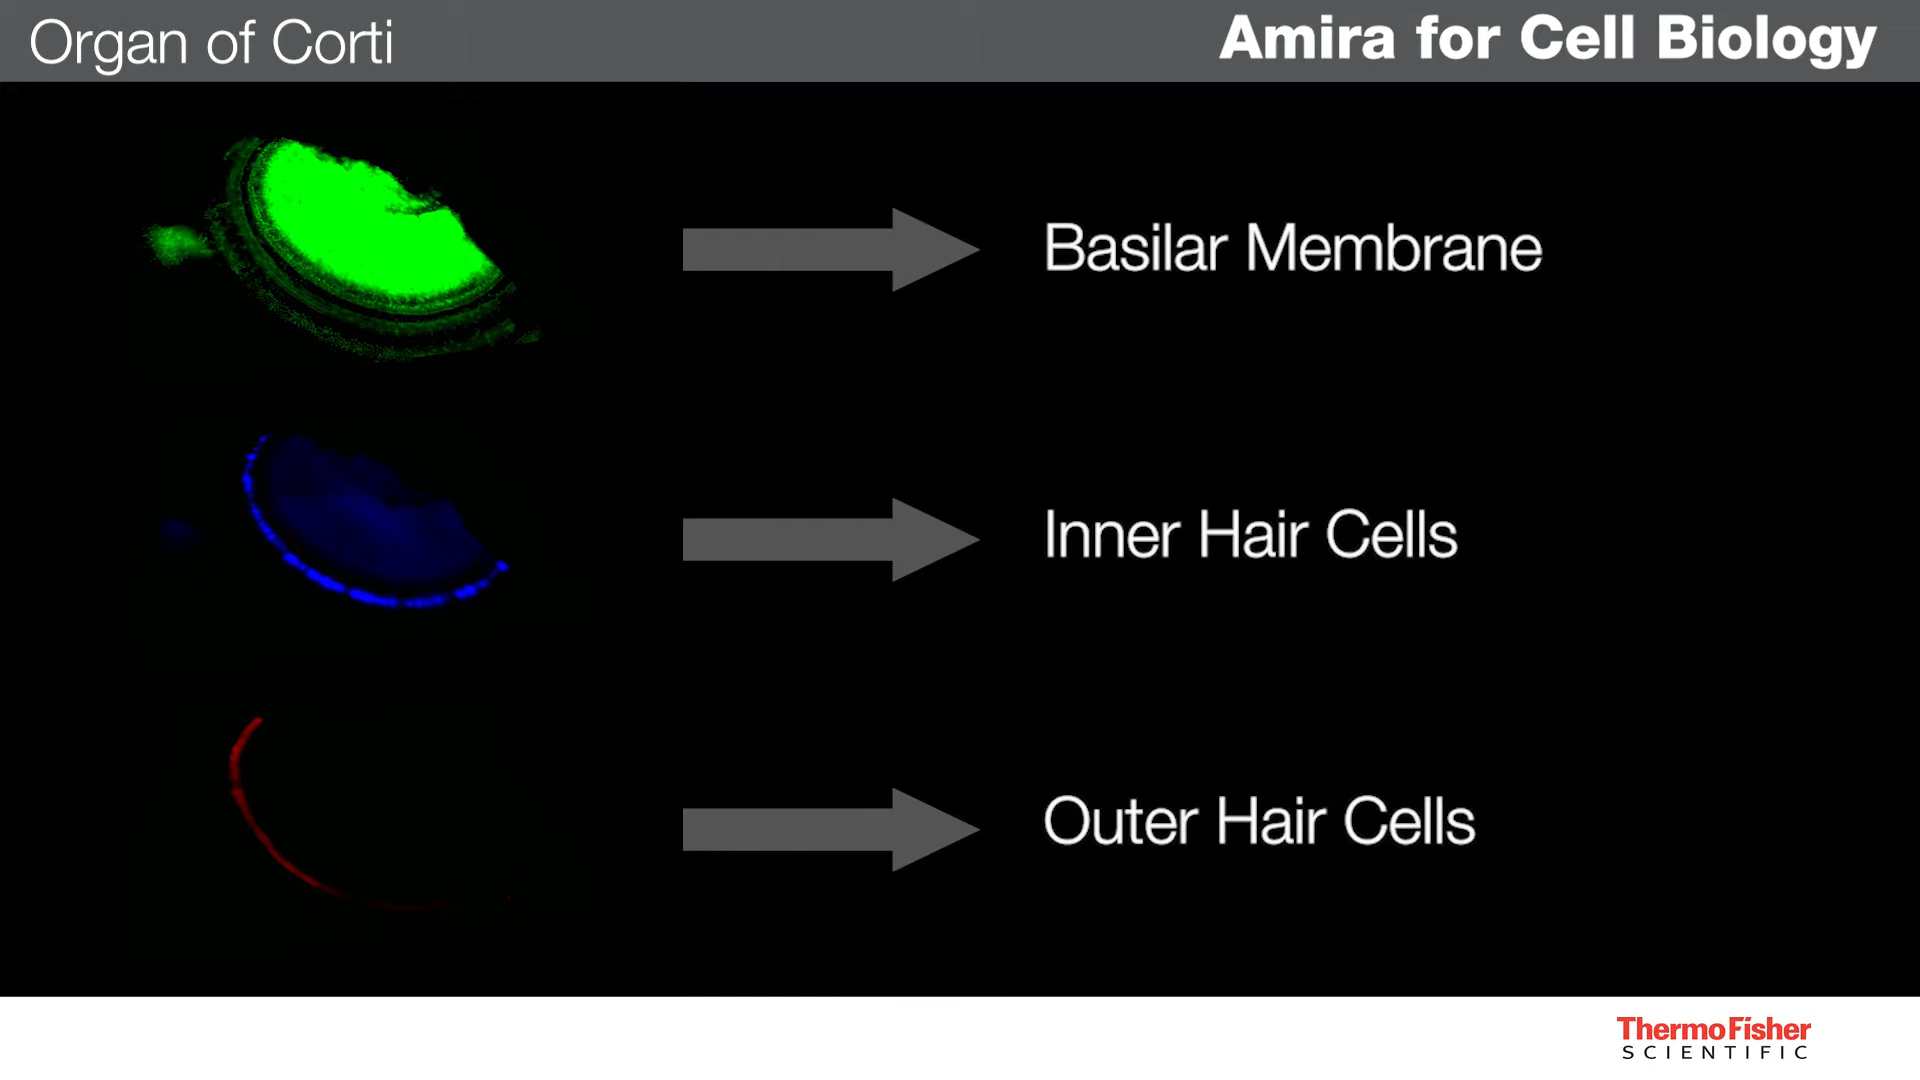 Organ of Corti
Amira for Cell Biology
Basilar Membrane
Inner Hair Cells
Outer Hair Cells
ThermoFisher
SCIENTIFIC